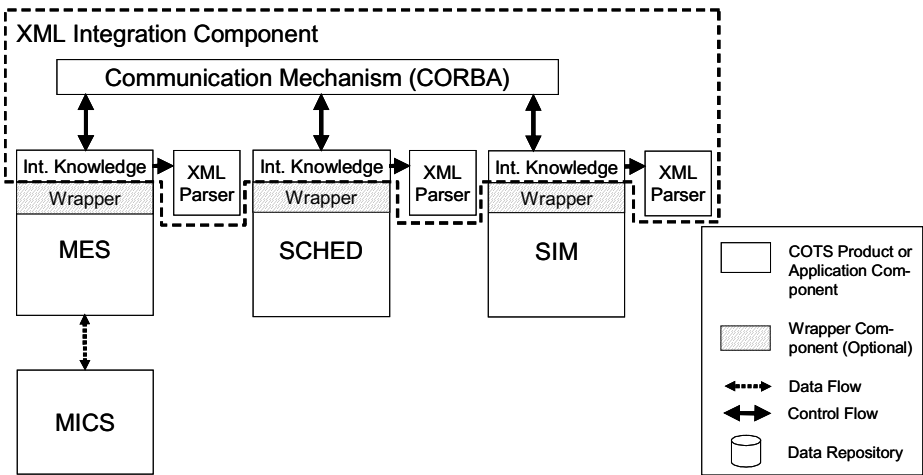 XML Integration Component
Communication Mechanism (CORBA)
Int. Knowledge
XML
Parser
Wrapper
MES
Int. Knowledge
XML
Parser
Wrapper
SCHED
Int. Knowledge
XML
Parser
Wrapper
SIM
MICS
COTS Product or
Application Com-
ponent
Wrapper Com-
ponent (Optional)
Data Flow
Control Flow
Data Repository